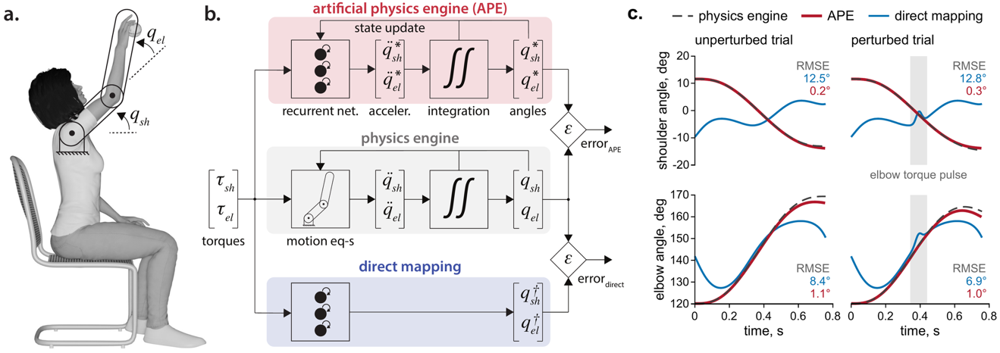 a.
q_el
q_sh
b.
artificial physics engine (APE)
state update
q̈*_sh
q̈*_el
∫∫
q*_sh
q*_el
recurrent net.
acceler.
integration
angles
ε
error_APE
physics engine
τ_sh
τ_el
torques
q̈_sh
q̈_el
∫∫
q_sh
q_el
motion eq-s
direct mapping
ε
error_direct
q†_sh
q†_el
c.
physics engine
APE
direct mapping
unperturbed trial
perturbed trial
shoulder angle, deg
20
10
0
-10
-20
RMSE
12.5°
0.2°
RMSE
12.8°
0.3°
elbow torque pulse
elbow angle, deg
170
160
150
140
130
120
RMSE
8.4°
1.1°
RMSE
6.9°
1.0°
0 0.2 0.4 0.6 0.8
time, s
0 0.2 0.4 0.6 0.8
time, s